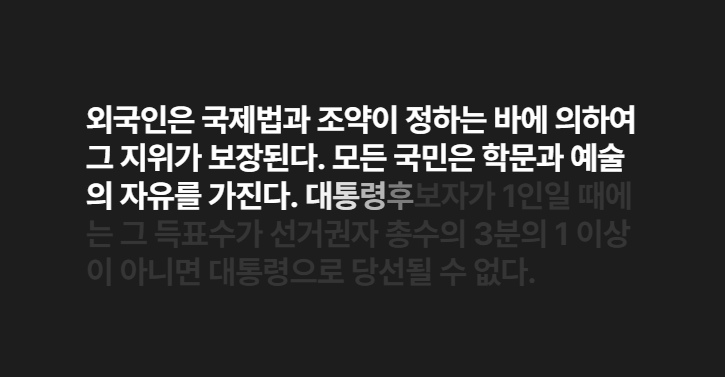 외국인은 국제법과 조약이 정하는 바에 의하여
그 지위가 보장된다. 모든 국민은 학문과 예술
의 자유를 가진다. 대통령후보자가 1인일 때에
는 그 득표수가 선거권자 총수의 3분의 1 이상
이 아니면 대통령으로 당선될 수 없다.